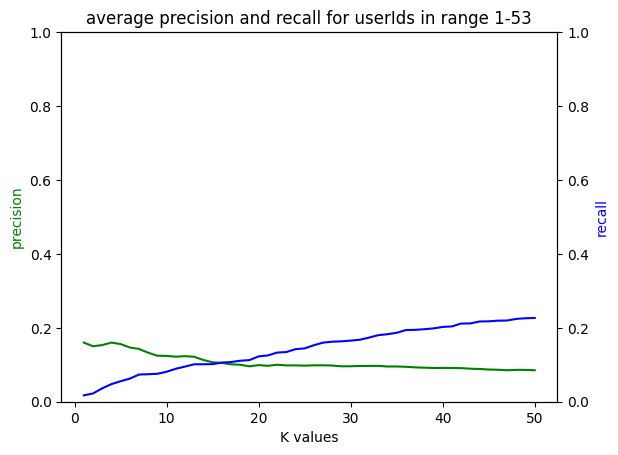 average precision and recall for userIds in range 1-53
1.0
0.8
0.6
0.4
0.2
0.0
precision
1.0
0.8
0.6
0.4
0.2
0.0
recall
0 10 20 30 40 50
K values